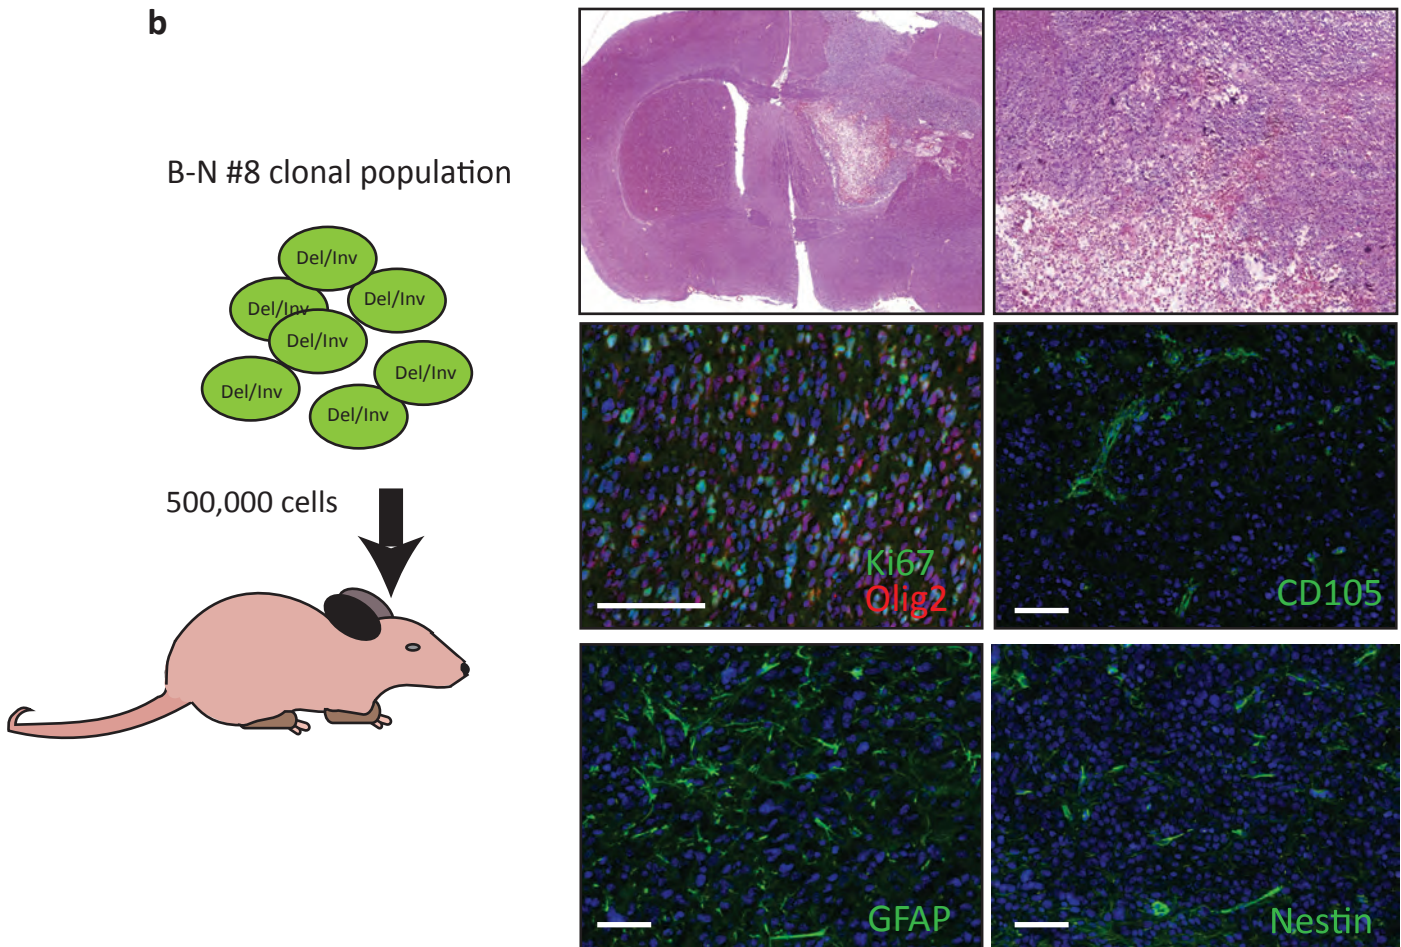 b
B-N #8 clonal population
Del/Inv
Del/Inv
Del/Inv
Del/Inv
Del/Inv
Del/Inv
Del/Inv
500,000 cells
Ki67
Olig2
CD105
GFAP
Nestin